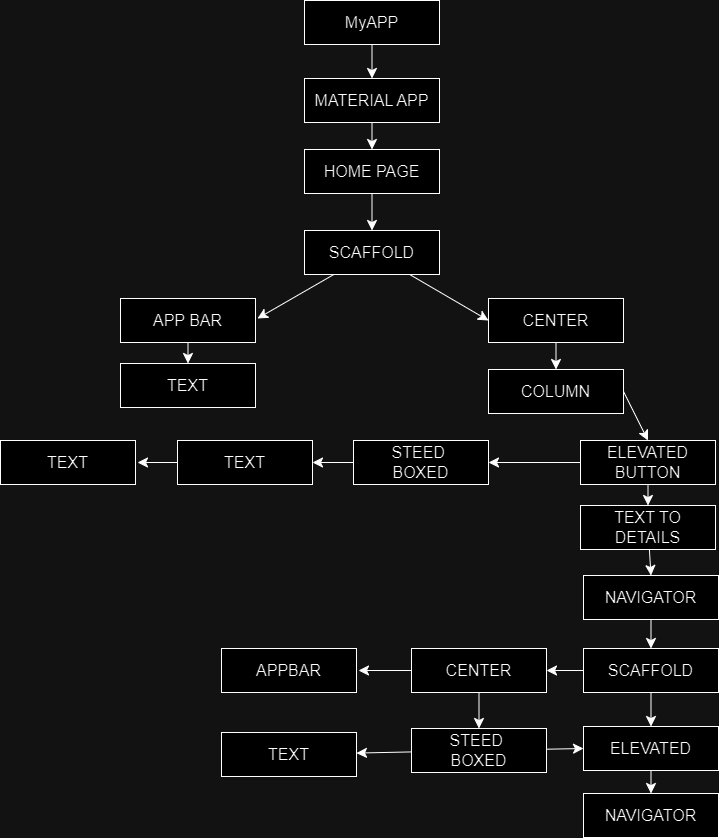 MyAPP
MATERIAL APP
HOME PAGE
SCAFFOLD
APP BAR
CENTER
TEXT
COLUMN
TEXT
TEXT
STEED
BOXED
ELEVATED
BUTTON
TEXT TO
DETAILS
NAVIGATOR
APPBAR
CENTER
SCAFFOLD
TEXT
STEED
BOXED
ELEVATED
NAVIGATOR